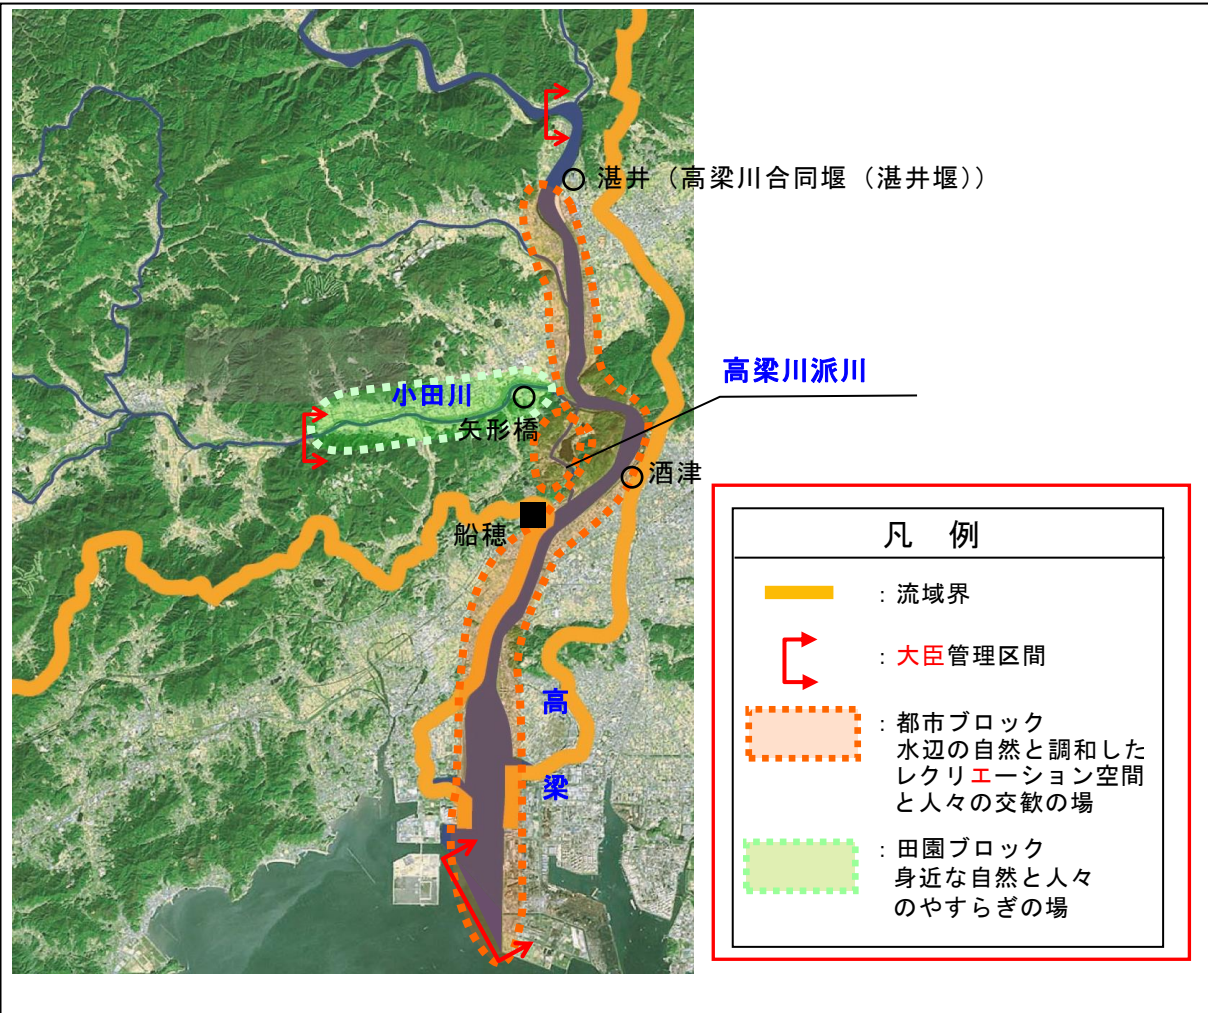 湛井（高梁川合同堰（湛井堰））
高梁川派川
小田川
矢形橋
酒津
船穂
高
梁
凡 例
：流域界
：大臣管理区間
：都市ブロック
水辺の自然と調和した
レクリエーション空間
と人々の交歓の場
：田園ブロック
身近な自然と人々
のやすらぎの場